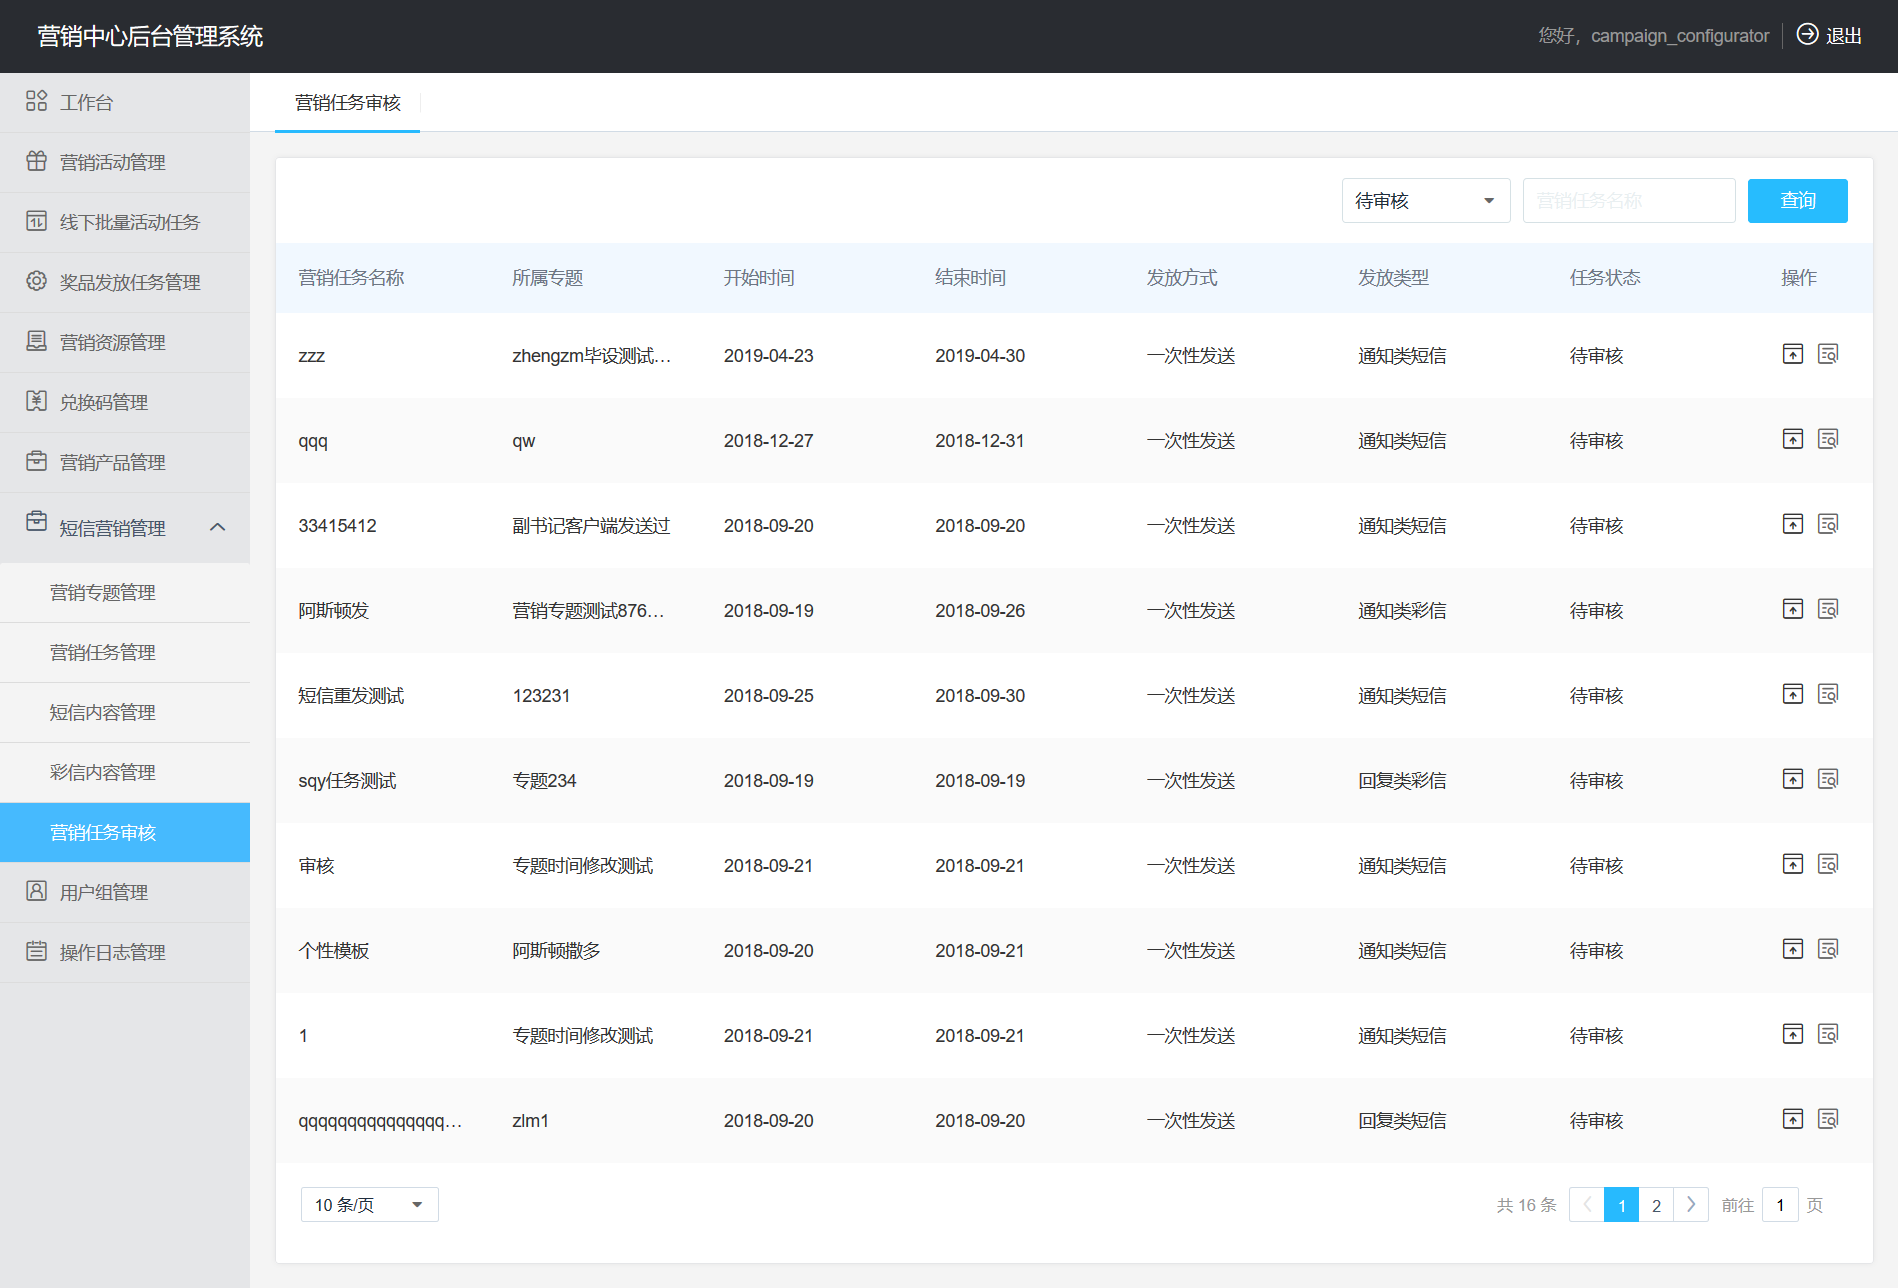 营销中心后台管理系统
您好，campaign_configurator 退出
工作台
营销活动管理
线下批量活动任务
奖品发放任务管理
营销资源管理
兑换码管理
营销产品管理
短信营销管理
营销专题管理
营销任务管理
短信内容管理
彩信内容管理
营销任务审核
用户组管理
操作日志管理
营销任务审核
待审核 营销任务名称 查询
营销任务名称 所属专题 开始时间 结束时间 发放方式 发放类型 任务状态 操作
zzz zhengzm毕设测试… 2019-04-23 2019-04-30 一次性发送 通知类短信 待审核
qqq qw 2018-12-27 2018-12-31 一次性发送 通知类短信 待审核
33415412 副书记客户端发送过 2018-09-20 2018-09-20 一次性发送 通知类短信 待审核
阿斯顿发 营销专题测试876… 2018-09-19 2018-09-26 一次性发送 通知类彩信 待审核
短信重发测试 123231 2018-09-25 2018-09-30 一次性发送 通知类短信 待审核
sqy任务测试 专题234 2018-09-19 2018-09-19 一次性发送 回复类彩信 待审核
审核 专题时间修改测试 2018-09-21 2018-09-21 一次性发送 通知类短信 待审核
个性模板 阿斯顿撒多 2018-09-20 2018-09-21 一次性发送 通知类短信 待审核
1 专题时间修改测试 2018-09-21 2018-09-21 一次性发送 通知类短信 待审核
qqqqqqqqqqqqqqq… zlm1 2018-09-20 2018-09-20 一次性发送 回复类短信 待审核
10 条/页 共 16 条 1 2 前往 1 页